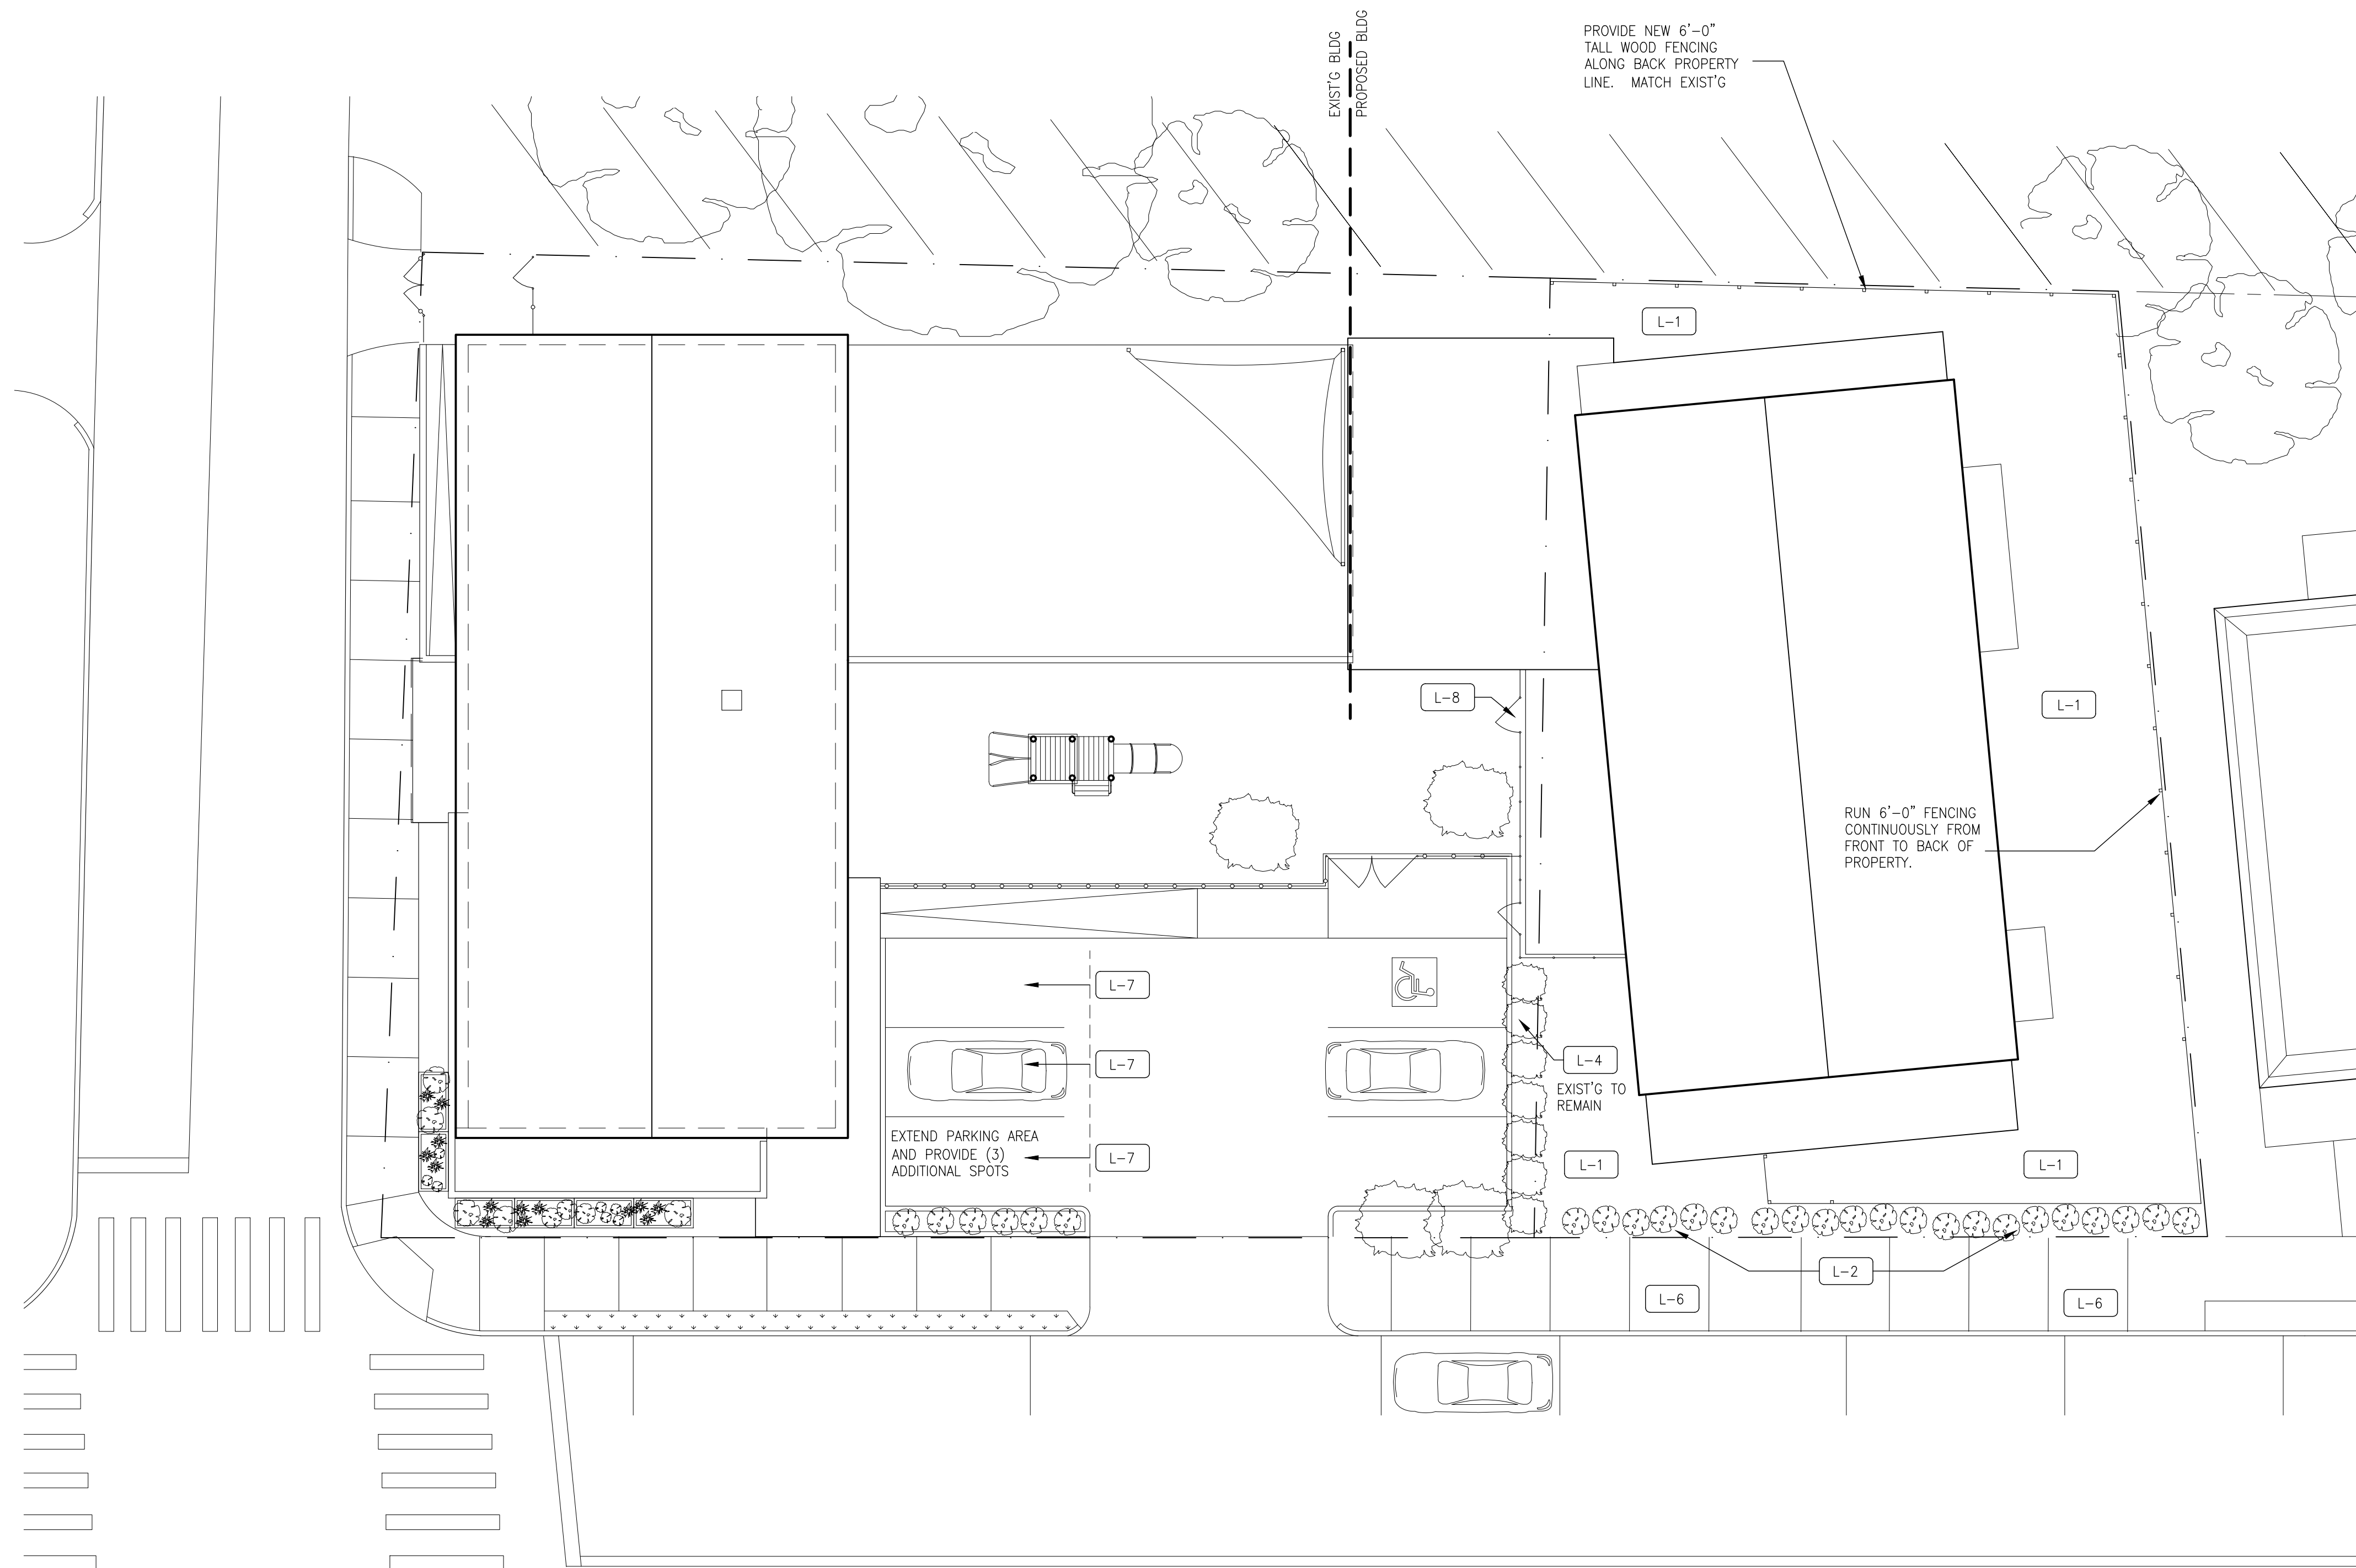 EXIST'G BLDG
PROPOSED BLDG
PROVIDE NEW 6'-0"
TALL WOOD FENCING
ALONG BACK PROPERTY
LINE. MATCH EXIST'G
L-1
L-8
L-1
RUN 6'-0" FENCING
CONTINUOUSLY FROM
FRONT TO BACK OF
PROPERTY.
L-7
L-7
L-4
EXIST'G TO
REMAIN
EXTEND PARKING AREA
AND PROVIDE (3)
ADDITIONAL SPOTS
L-7
L-1
L-1
L-2
L-6
L-6